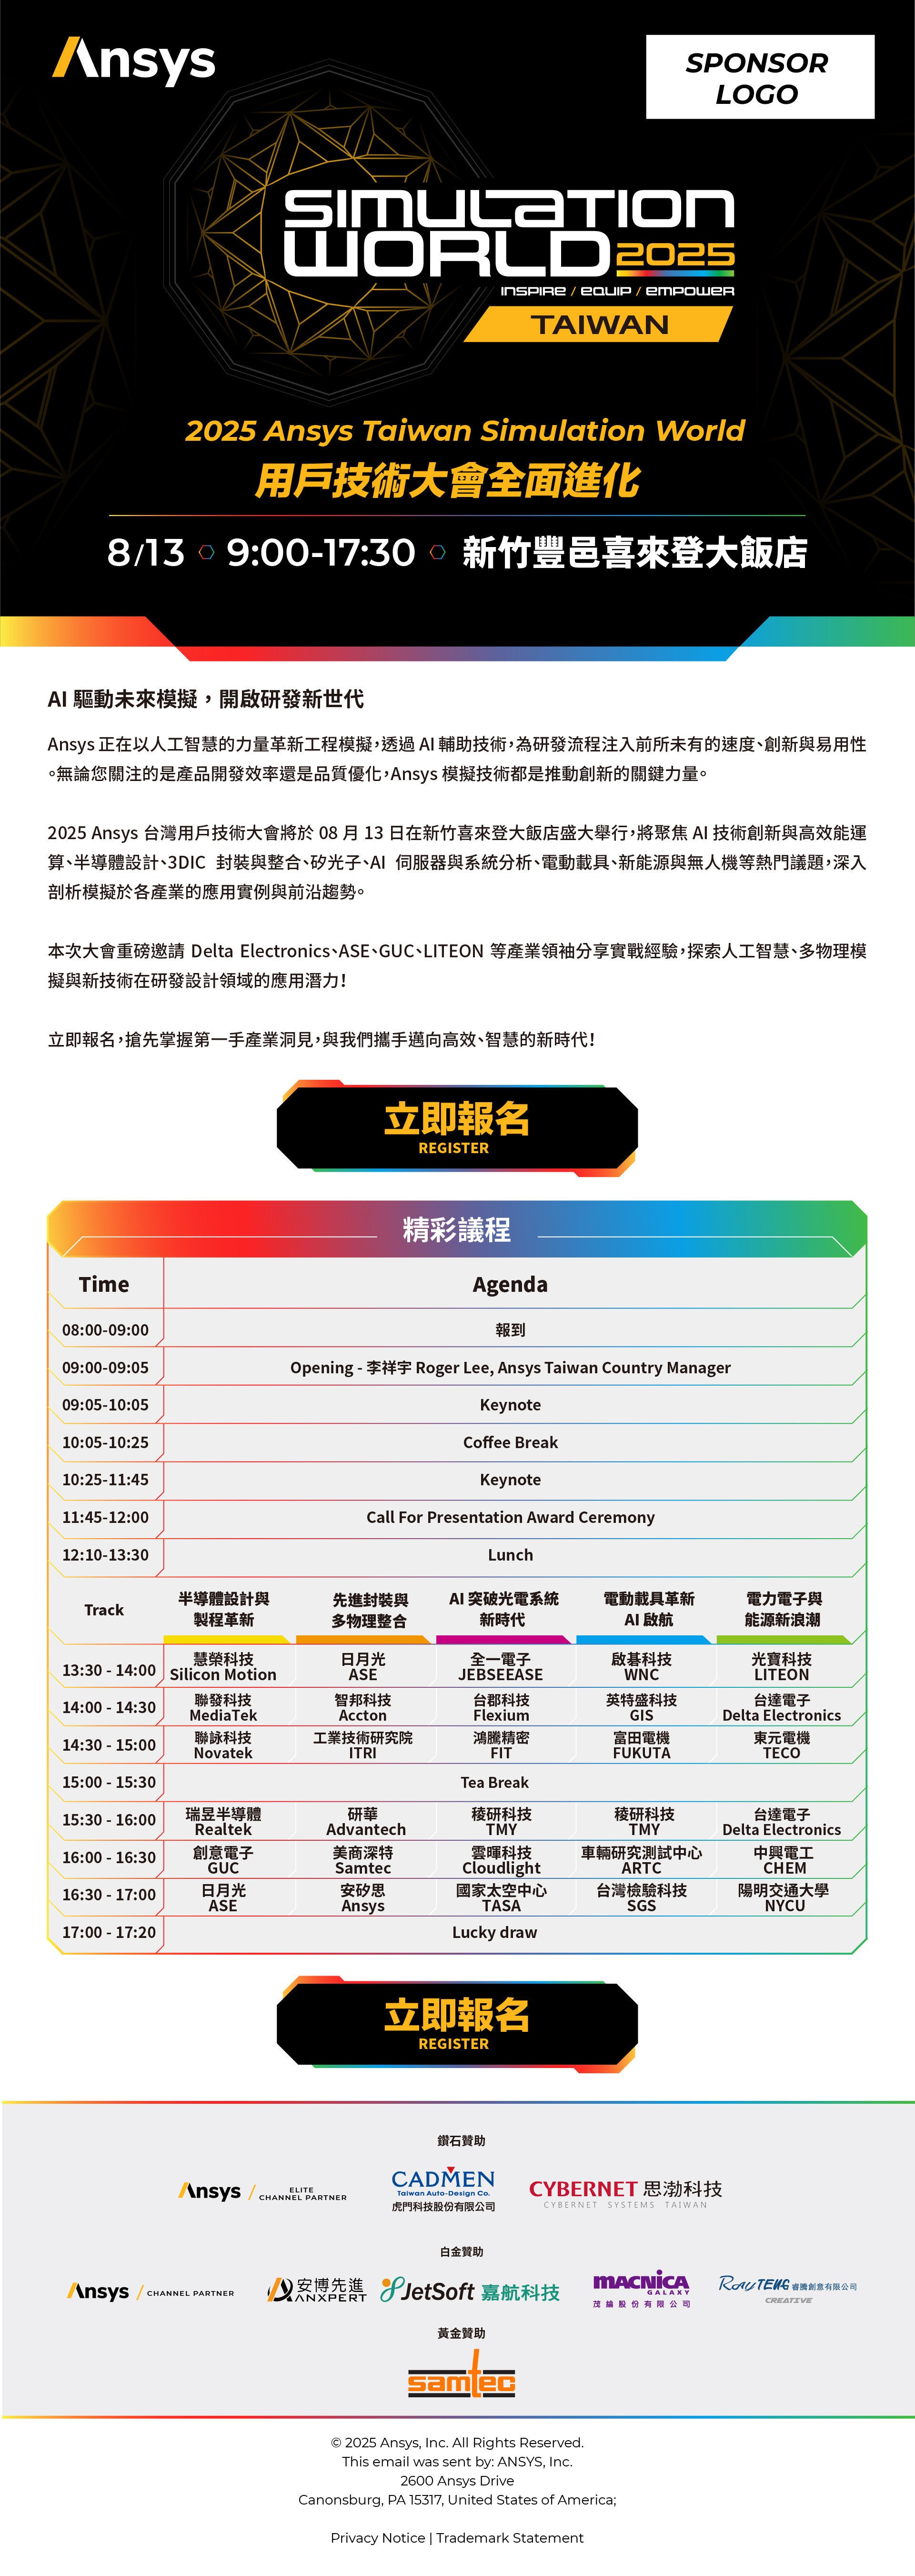 Ansys
SPONSOR
LOGO
SIMULATION
WORLD 2025
INSPIRE / EQUIP / EMPOWER
TAIWAN
2025 Ansys Taiwan Simulation World
用戶技術大會全面進化
8/13 9:00-17:30 新竹豐邑喜來登大飯店
AI 驅動未來模擬，開啟研發新世代
Ansys 正在以人工智慧的力量革新工程模擬，透過 AI 輔助技術，為研發流程注入前所未有的速度、創新與易用性
。無論您關注的是產品開發效率還是品質優化，Ansys 模擬技術都是推動創新的關鍵力量。
2025 Ansys 台灣用戶技術大會將於 08 月 13 日在新竹喜來登大飯店盛大舉行，將聚焦 AI 技術創新與高效能運
算、半導體設計、3DIC 封裝與整合、矽光子、AI 伺服器與系統分析、電動載具、新能源與無人機等熱門議題，深入
剖析模擬於各產業的應用實例與前沿趨勢。
本次大會重磅邀請 Delta Electronics、ASE、GUC、LITEON 等產業領袖分享實戰經驗，探索人工智慧、多物理模
擬與新技術在研發設計領域的應用潛力！
立即報名，搶先掌握第一手產業洞見，與我們攜手邁向高效、智慧的新時代！
立即報名
REGISTER
精彩議程
Time Agenda
08:00-09:00 報到
09:00-09:05 Opening - 李祥宇 Roger Lee, Ansys Taiwan Country Manager
09:05-10:05 Keynote
10:05-10:25 Coffee Break
10:25-11:45 Keynote
11:45-12:00 Call For Presentation Award Ceremony
12:10-13:30 Lunch
Track
半導體設計與 先進封裝與 AI 突破光電系統 電動載具革新 電力電子與
製程革新 多物理整合 新時代 AI 啟航 能源新浪潮
13:30 - 14:00
慧榮科技 日月光 全一電子 啟碁科技 光寶科技
Silicon Motion ASE JEBSEEASE WNC LITEON
14:00 - 14:30
聯發科技 智邦科技 台郡科技 英特盛科技 台達電子
MediaTek Accton Flexium GIS Delta Electronics
14:30 - 15:00
聯詠科技 工業技術研究院 鴻騰精密 富田電機 東元電機
Novatek ITRI FIT FUKUTA TECO
15:00 - 15:30 Tea Break
15:30 - 16:00
瑞昱半導體 研華 稜研科技 稜研科技 台達電子
Realtek Advantech TMY TMY Delta Electronics
16:00 - 16:30
創意電子 美商深特 雲暉科技 車輛研究測試中心 中興電工
GUC Samtec Cloudlight ARTC CHEM
16:30 - 17:00
日月光 安矽思 國家太空中心 台灣檢驗科技 陽明交通大學
ASE Ansys TASA SGS NYCU
17:00 - 17:20 Lucky draw
立即報名
REGISTER
鑽石贊助
Ansys / ELITE
CHANNEL PARTNER
CADMEN
Taiwan Auto-Design Co.
虎門科技股份有限公司
CYBERNET 思渤科技
CYBERNET SYSTEMS TAIWAN
白金贊助
Ansys / CHANNEL PARTNER
安博先進
ANXPERT
JetSoft 嘉航科技
MACNICA
GALAXY
茂綸股份有限公司
RayTENG 睿騰創意有限公司
CREATIVE
黃金贊助
samtec
© 2025 Ansys, Inc. All Rights Reserved.
This email was sent by: ANSYS, Inc.
2600 Ansys Drive
Canonsburg, PA 15317, United States of America;
Privacy Notice | Trademark Statement